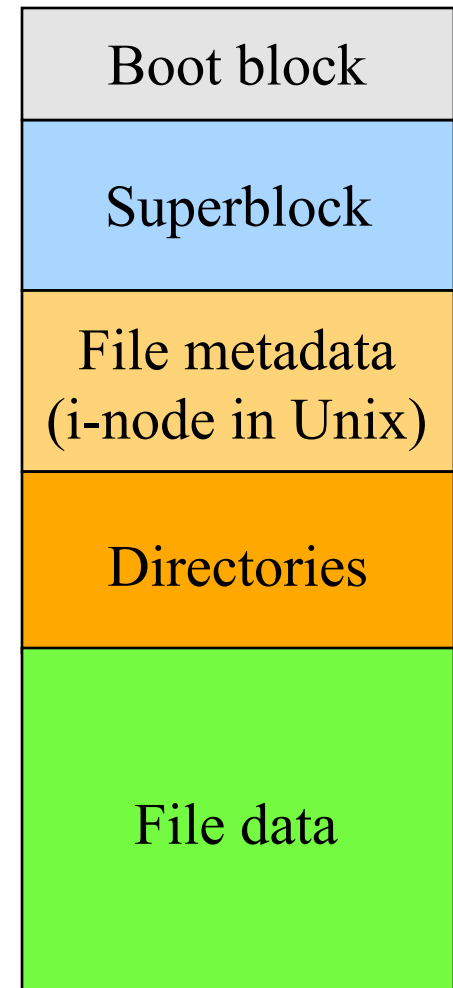 Boot block
Superblock
File metadata
(i-node in Unix)
Directories
File data